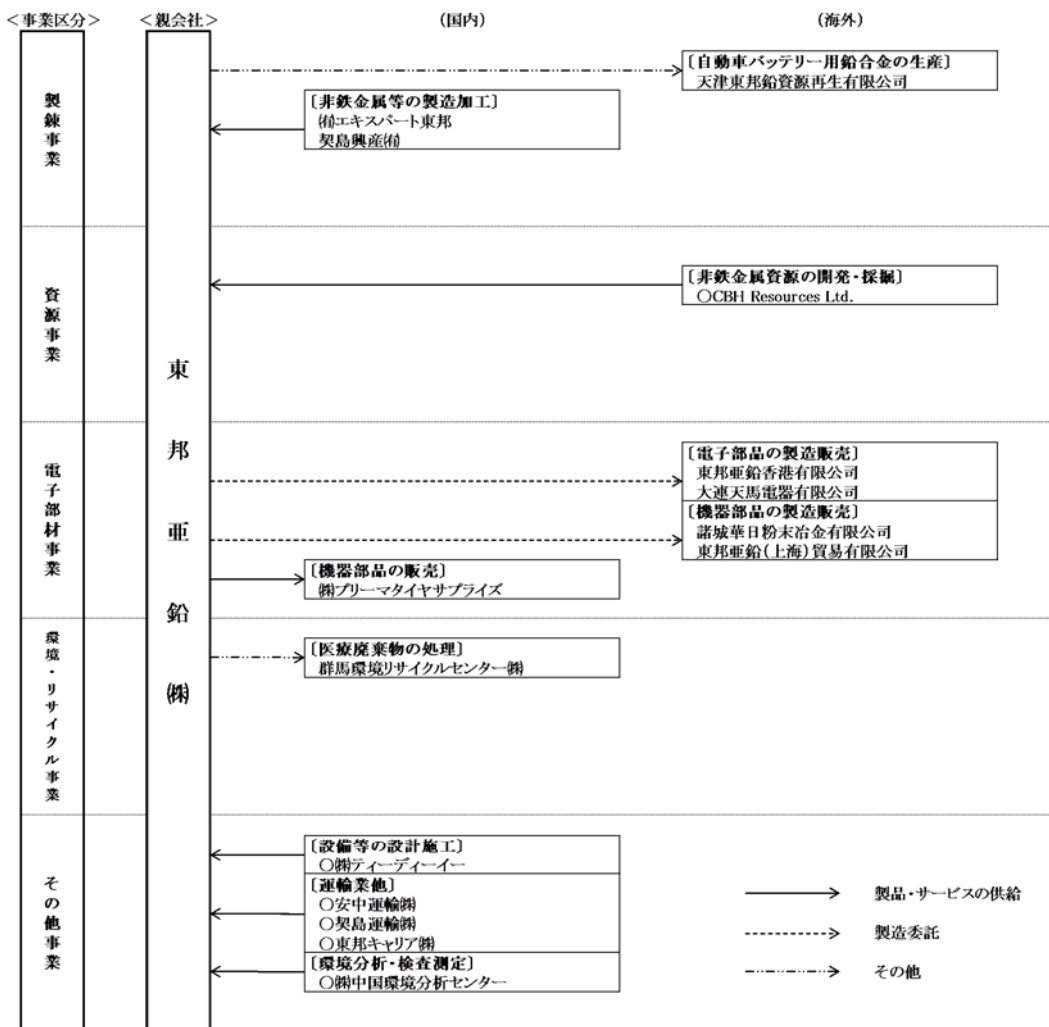 ＜事業区分＞
＜親会社＞
(国内)
(海外)
製錬事業
〔自動車バッテリー用鉛合金の生産〕
天津東邦鉛資源再生有限公司
〔非鉄金属等の製造加工〕
㈲エキスパート東邦
契島興産㈲
資源事業
〔非鉄金属資源の開発・採掘〕
○CBH Resources Ltd.
東邦亜鉛㈱
電子部材事業
〔電子部品の製造販売〕
東邦亜鉛香港有限公司
大連天馬電器有限公司
〔機器部品の製造販売〕
諸城華日粉末冶金有限公司
東邦亜鉛(上海)貿易有限公司
〔機器部品の販売〕
㈱プリーマタイヤサプライズ
環境・リサイクル事業
〔医療廃棄物の処理〕
群馬環境リサイクルセンター㈱
その他事業
〔設備等の設計施工〕
○㈱ティーディーイー
〔運輸業他〕
○安中運輸㈱
○契島運輸㈱
○東邦キャリア㈱
〔環境分析・検査測定〕
○㈱中国環境分析センター
製品・サービスの供給
製造委託
その他